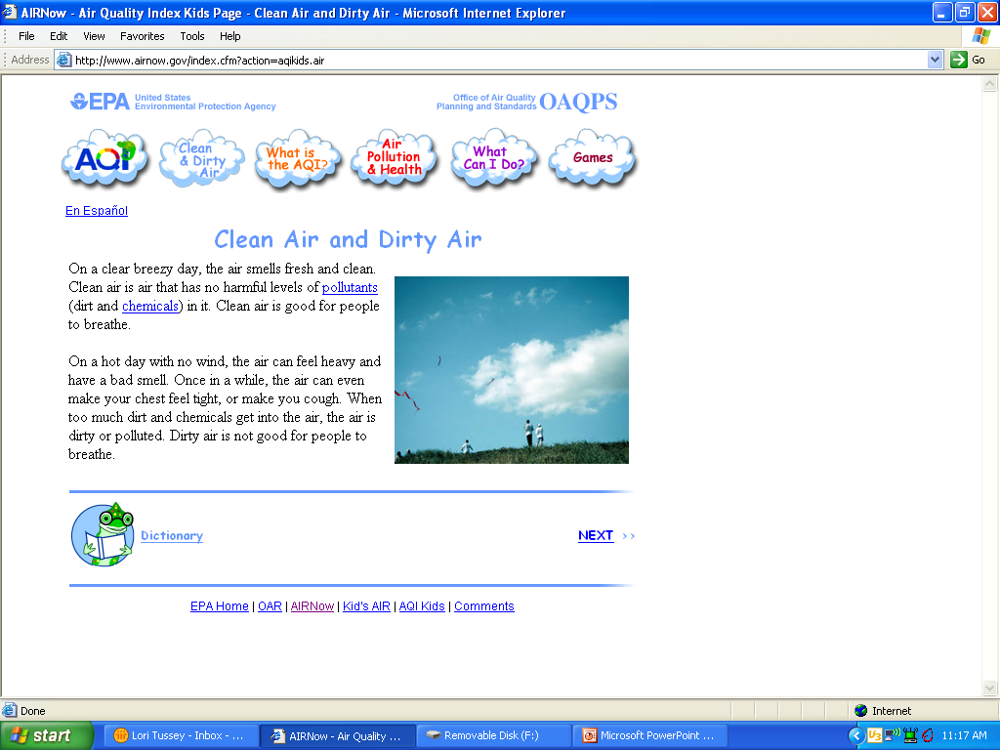 AIRNow - Air Quality Index Kids Page - Clean Air and Dirty Air - Microsoft Internet Explorer
File Edit View Favorites Tools Help
Address http://www.airnow.gov/index.cfm?action=aqikids.air Go
EPA United States
Environmental Protection Agency
Office of Air Quality
Planning and Standards OAQPS
AQI
Clean
& Dirty
Air
What is
the AQI?
Air
Pollution
& Health
What
Can I Do?
Games
En Español
Clean Air and Dirty Air
On a clear breezy day, the air smells fresh and clean.
Clean air is air that has no harmful levels of pollutants
(dirt and chemicals) in it. Clean air is good for people
to breathe.
On a hot day with no wind, the air can feel heavy and
have a bad smell. Once in a while, the air can even
make your chest feel tight, or make you cough. When
too much dirt and chemicals get into the air, the air is
dirty or polluted. Dirty air is not good for people to
breathe.
Dictionary
NEXT >>
EPA Home | OAR | AIRNow | Kid's AIR | AQI Kids | Comments
Done
Internet
start
Lori Tussey - Inbox - ...
AIRNow - Air Quality ...
Removable Disk (F:)
Microsoft PowerPoint ...
U3
11:17 AM